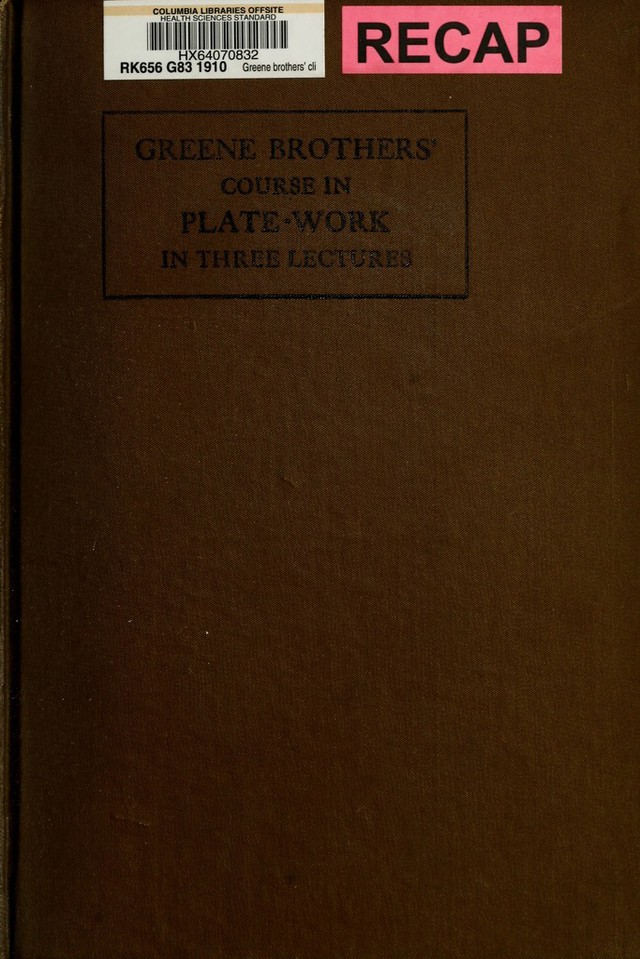 COLUMBIA LIBRARIES OFFSITE
HEALTH SCIENCES STANDARD
HX64070832
RK656 G83 1910 Greene brothers' cli
RECAP
GREENE BROTHERS'
COURSE IN
PLATE-WORK
IN THREE LECTURES